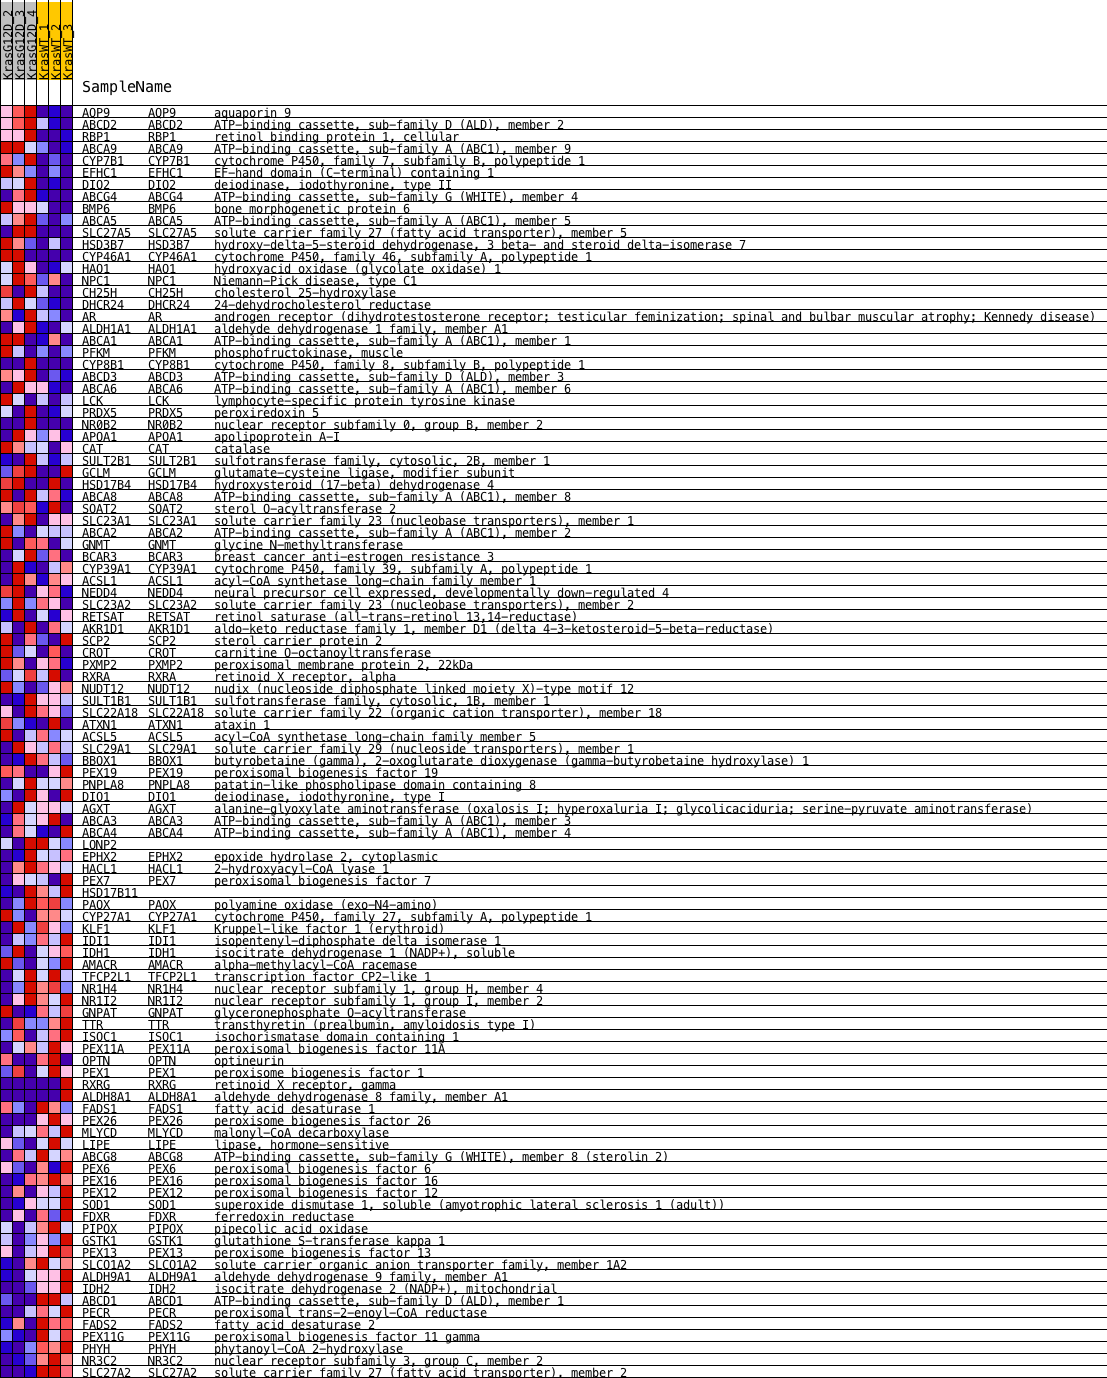 KrasG12D_2
KrasG12D_3
KrasG12D_4
KrasWT_1
KrasWT_2
KrasWT_3
SampleName
AQP9 AQP9 aquaporin 9
ABCD2 ABCD2 ATP-binding cassette, sub-family D (ALD), member 2
RBP1 RBP1 retinol binding protein 1, cellular
ABCA9 ABCA9 ATP-binding cassette, sub-family A (ABC1), member 9
CYP7B1 CYP7B1 cytochrome P450, family 7, subfamily B, polypeptide 1
EFHC1 EFHC1 EF-hand domain (C-terminal) containing 1
DIO2 DIO2 deiodinase, iodothyronine, type II
ABCG4 ABCG4 ATP-binding cassette, sub-family G (WHITE), member 4
BMP6 BMP6 bone morphogenetic protein 6
ABCA5 ABCA5 ATP-binding cassette, sub-family A (ABC1), member 5
SLC27A5 SLC27A5 solute carrier family 27 (fatty acid transporter), member 5
HSD3B7 HSD3B7 hydroxy-delta-5-steroid dehydrogenase, 3 beta- and steroid delta-isomerase 7
CYP46A1 CYP46A1 cytochrome P450, family 46, subfamily A, polypeptide 1
HAO1 HAO1 hydroxyacid oxidase (glycolate oxidase) 1
NPC1 NPC1 Niemann-Pick disease, type C1
CH25H CH25H cholesterol 25-hydroxylase
DHCR24 DHCR24 24-dehydrocholesterol reductase
AR AR androgen receptor (dihydrotestosterone receptor; testicular feminization; spinal and bulbar muscular atrophy; Kennedy disease)
ALDH1A1 ALDH1A1 aldehyde dehydrogenase 1 family, member A1
ABCA1 ABCA1 ATP-binding cassette, sub-family A (ABC1), member 1
PFKM PFKM phosphofructokinase, muscle
CYP8B1 CYP8B1 cytochrome P450, family 8, subfamily B, polypeptide 1
ABCD3 ABCD3 ATP-binding cassette, sub-family D (ALD), member 3
ABCA6 ABCA6 ATP-binding cassette, sub-family A (ABC1), member 6
LCK LCK lymphocyte-specific protein tyrosine kinase
PRDX5 PRDX5 peroxiredoxin 5
NR0B2 NR0B2 nuclear receptor subfamily 0, group B, member 2
APOA1 APOA1 apolipoprotein A-I
CAT CAT catalase
SULT2B1 SULT2B1 sulfotransferase family, cytosolic, 2B, member 1
GCLM GCLM glutamate-cysteine ligase, modifier subunit
HSD17B4 HSD17B4 hydroxysteroid (17-beta) dehydrogenase 4
ABCA8 ABCA8 ATP-binding cassette, sub-family A (ABC1), member 8
SOAT2 SOAT2 sterol O-acyltransferase 2
SLC23A1 SLC23A1 solute carrier family 23 (nucleobase transporters), member 1
ABCA2 ABCA2 ATP-binding cassette, sub-family A (ABC1), member 2
GNMT GNMT glycine N-methyltransferase
BCAR3 BCAR3 breast cancer anti-estrogen resistance 3
CYP39A1 CYP39A1 cytochrome P450, family 39, subfamily A, polypeptide 1
ACSL1 ACSL1 acyl-CoA synthetase long-chain family member 1
NEDD4 NEDD4 neural precursor cell expressed, developmentally down-regulated 4
SLC23A2 SLC23A2 solute carrier family 23 (nucleobase transporters), member 2
RETSAT RETSAT retinol saturase (all-trans-retinol 13,14-reductase)
AKR1D1 AKR1D1 aldo-keto reductase family 1, member D1 (delta 4-3-ketosteroid-5-beta-reductase)
SCP2 SCP2 sterol carrier protein 2
CROT CROT carnitine O-octanoyltransferase
PXMP2 PXMP2 peroxisomal membrane protein 2, 22kDa
RXRA RXRA retinoid X receptor, alpha
NUDT12 NUDT12 nudix (nucleoside diphosphate linked moiety X)-type motif 12
SULT1B1 SULT1B1 sulfotransferase family, cytosolic, 1B, member 1
SLC22A18 SLC22A18 solute carrier family 22 (organic cation transporter), member 18
ATXN1 ATXN1 ataxin 1
ACSL5 ACSL5 acyl-CoA synthetase long-chain family member 5
SLC29A1 SLC29A1 solute carrier family 29 (nucleoside transporters), member 1
BBOX1 BBOX1 butyrobetaine (gamma), 2-oxoglutarate dioxygenase (gamma-butyrobetaine hydroxylase) 1
PEX19 PEX19 peroxisomal biogenesis factor 19
PNPLA8 PNPLA8 patatin-like phospholipase domain containing 8
DIO1 DIO1 deiodinase, iodothyronine, type I
AGXT AGXT alanine-glyoxylate aminotransferase (oxalosis I; hyperoxaluria I; glycolicaciduria; serine-pyruvate aminotransferase)
ABCA3 ABCA3 ATP-binding cassette, sub-family A (ABC1), member 3
ABCA4 ABCA4 ATP-binding cassette, sub-family A (ABC1), member 4
LONP2
EPHX2 EPHX2 epoxide hydrolase 2, cytoplasmic
HACL1 HACL1 2-hydroxyacyl-CoA lyase 1
PEX7 PEX7 peroxisomal biogenesis factor 7
HSD17B11
PAOX PAOX polyamine oxidase (exo-N4-amino)
CYP27A1 CYP27A1 cytochrome P450, family 27, subfamily A, polypeptide 1
KLF1 KLF1 Kruppel-like factor 1 (erythroid)
IDI1 IDI1 isopentenyl-diphosphate delta isomerase 1
IDH1 IDH1 isocitrate dehydrogenase 1 (NADP+), soluble
AMACR AMACR alpha-methylacyl-CoA racemase
TFCP2L1 TFCP2L1 transcription factor CP2-like 1
NR1H4 NR1H4 nuclear receptor subfamily 1, group H, member 4
NR1I2 NR1I2 nuclear receptor subfamily 1, group I, member 2
GNPAT GNPAT glyceronephosphate O-acyltransferase
TTR TTR transthyretin (prealbumin, amyloidosis type I)
ISOC1 ISOC1 isochorismatase domain containing 1
PEX11A PEX11A peroxisomal biogenesis factor 11A
OPTN OPTN optineurin
PEX1 PEX1 peroxisome biogenesis factor 1
RXRG RXRG retinoid X receptor, gamma
ALDH8A1 ALDH8A1 aldehyde dehydrogenase 8 family, member A1
FADS1 FADS1 fatty acid desaturase 1
PEX26 PEX26 peroxisome biogenesis factor 26
MLYCD MLYCD malonyl-CoA decarboxylase
LIPE LIPE lipase, hormone-sensitive
ABCG8 ABCG8 ATP-binding cassette, sub-family G (WHITE), member 8 (sterolin 2)
PEX6 PEX6 peroxisomal biogenesis factor 6
PEX16 PEX16 peroxisomal biogenesis factor 16
PEX12 PEX12 peroxisomal biogenesis factor 12
SOD1 SOD1 superoxide dismutase 1, soluble (amyotrophic lateral sclerosis 1 (adult))
FDXR FDXR ferredoxin reductase
PIPOX PIPOX pipecolic acid oxidase
GSTK1 GSTK1 glutathione S-transferase kappa 1
PEX13 PEX13 peroxisome biogenesis factor 13
SLCO1A2 SLCO1A2 solute carrier organic anion transporter family, member 1A2
ALDH9A1 ALDH9A1 aldehyde dehydrogenase 9 family, member A1
IDH2 IDH2 isocitrate dehydrogenase 2 (NADP+), mitochondrial
ABCD1 ABCD1 ATP-binding cassette, sub-family D (ALD), member 1
PECR PECR peroxisomal trans-2-enoyl-CoA reductase
FADS2 FADS2 fatty acid desaturase 2
PEX11G PEX11G peroxisomal biogenesis factor 11 gamma
PHYH PHYH phytanoyl-CoA 2-hydroxylase
NR3C2 NR3C2 nuclear receptor subfamily 3, group C, member 2
SLC27A2 SLC27A2 solute carrier family 27 (fatty acid transporter), member 2